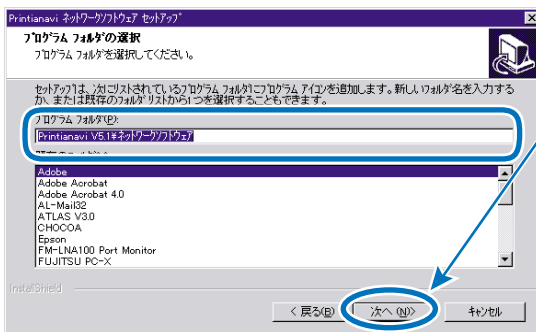 Printianavi ネットワークソフトウェア セットアップ
プログラム フォルダの選択
プログラム フォルダを選択してください。
セットアップは、次にリストされているプログラム フォルダにプログラム アイコンを追加します。新しいフォルダ名を入力する
か、または既存のフォルダ リストから1つを選択することもできます。
プログラム フォルダ(P):
Printianavi V5.1¥ネットワークソフトウェア
Adobe
Adobe Acrobat
Adobe Acrobat 4.0
AL-Mail32
ATLAS V3.0
CHOCOA
Epson
FM-LNA100 Port Monitor
FUJITSU PC-X
InstallShield
< 戻る(B)
次へ (N)>
キャンセル